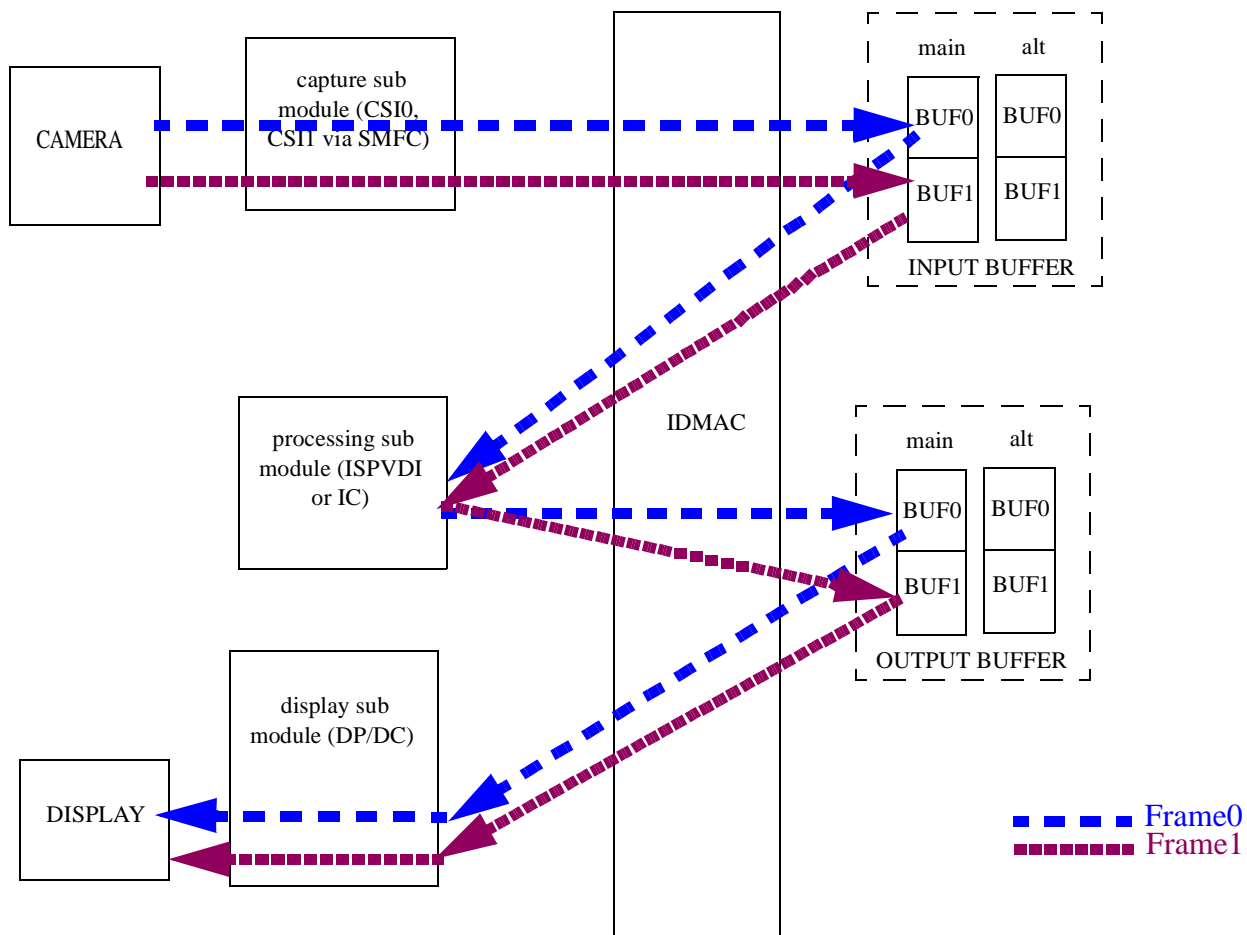 capture sub
module (CSI0,
CSI1 via SMFC)
CAMERA
main alt
BUF0 BUF0
BUF1 BUF1
INPUT BUFFER
IDMAC
processing sub
module (ISPVDI
or IC)
main alt
BUF0 BUF0
BUF1 BUF1
OUTPUT BUFFER
display sub
module (DP/DC)
DISPLAY
Frame0
Frame1